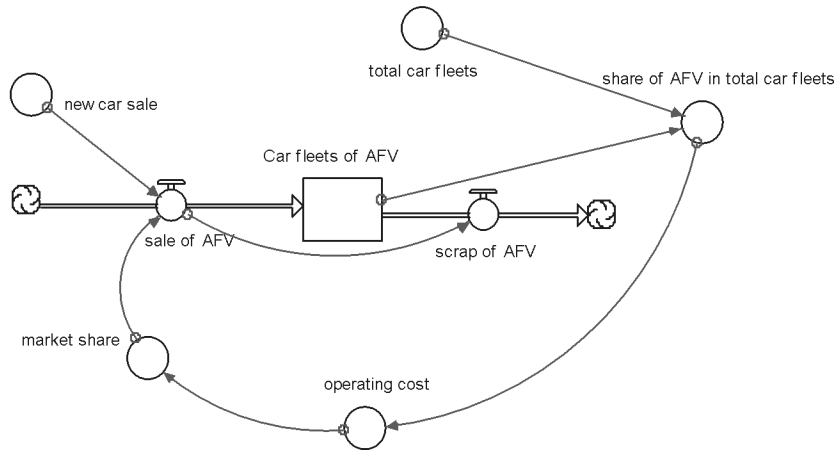 total car fleets
share of AFV in total car fleets
new car sale
Car fleets of AFV
sale of AFV
scrap of AFV
market share
operating cost